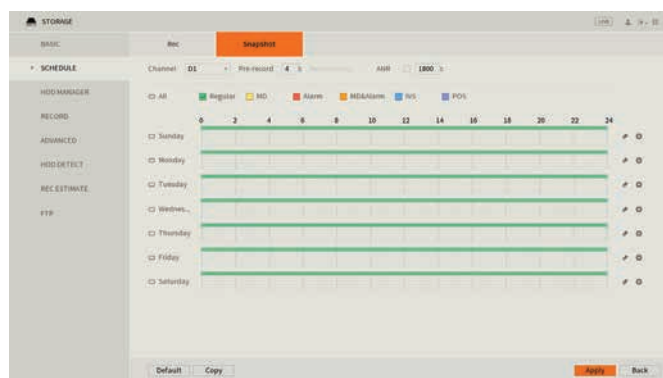 STORAGE
LIVE
BASIC
Rec Snapshot
SCHEDULE
Channel D1 Pre-record 4 s ANR 1800 s
HDD MANAGER
All Regular MD Alarm MD&Alarm IVS POS
RECORD
0 2 4 6 8 10 12 14 16 18 20 22 24
ADVANCED
Sunday
HDD DETECT
Monday
REC ESTIMATE
Tuesday
FTP
Wednes...
Thursday
Friday
Saturday
Default Copy Apply Back